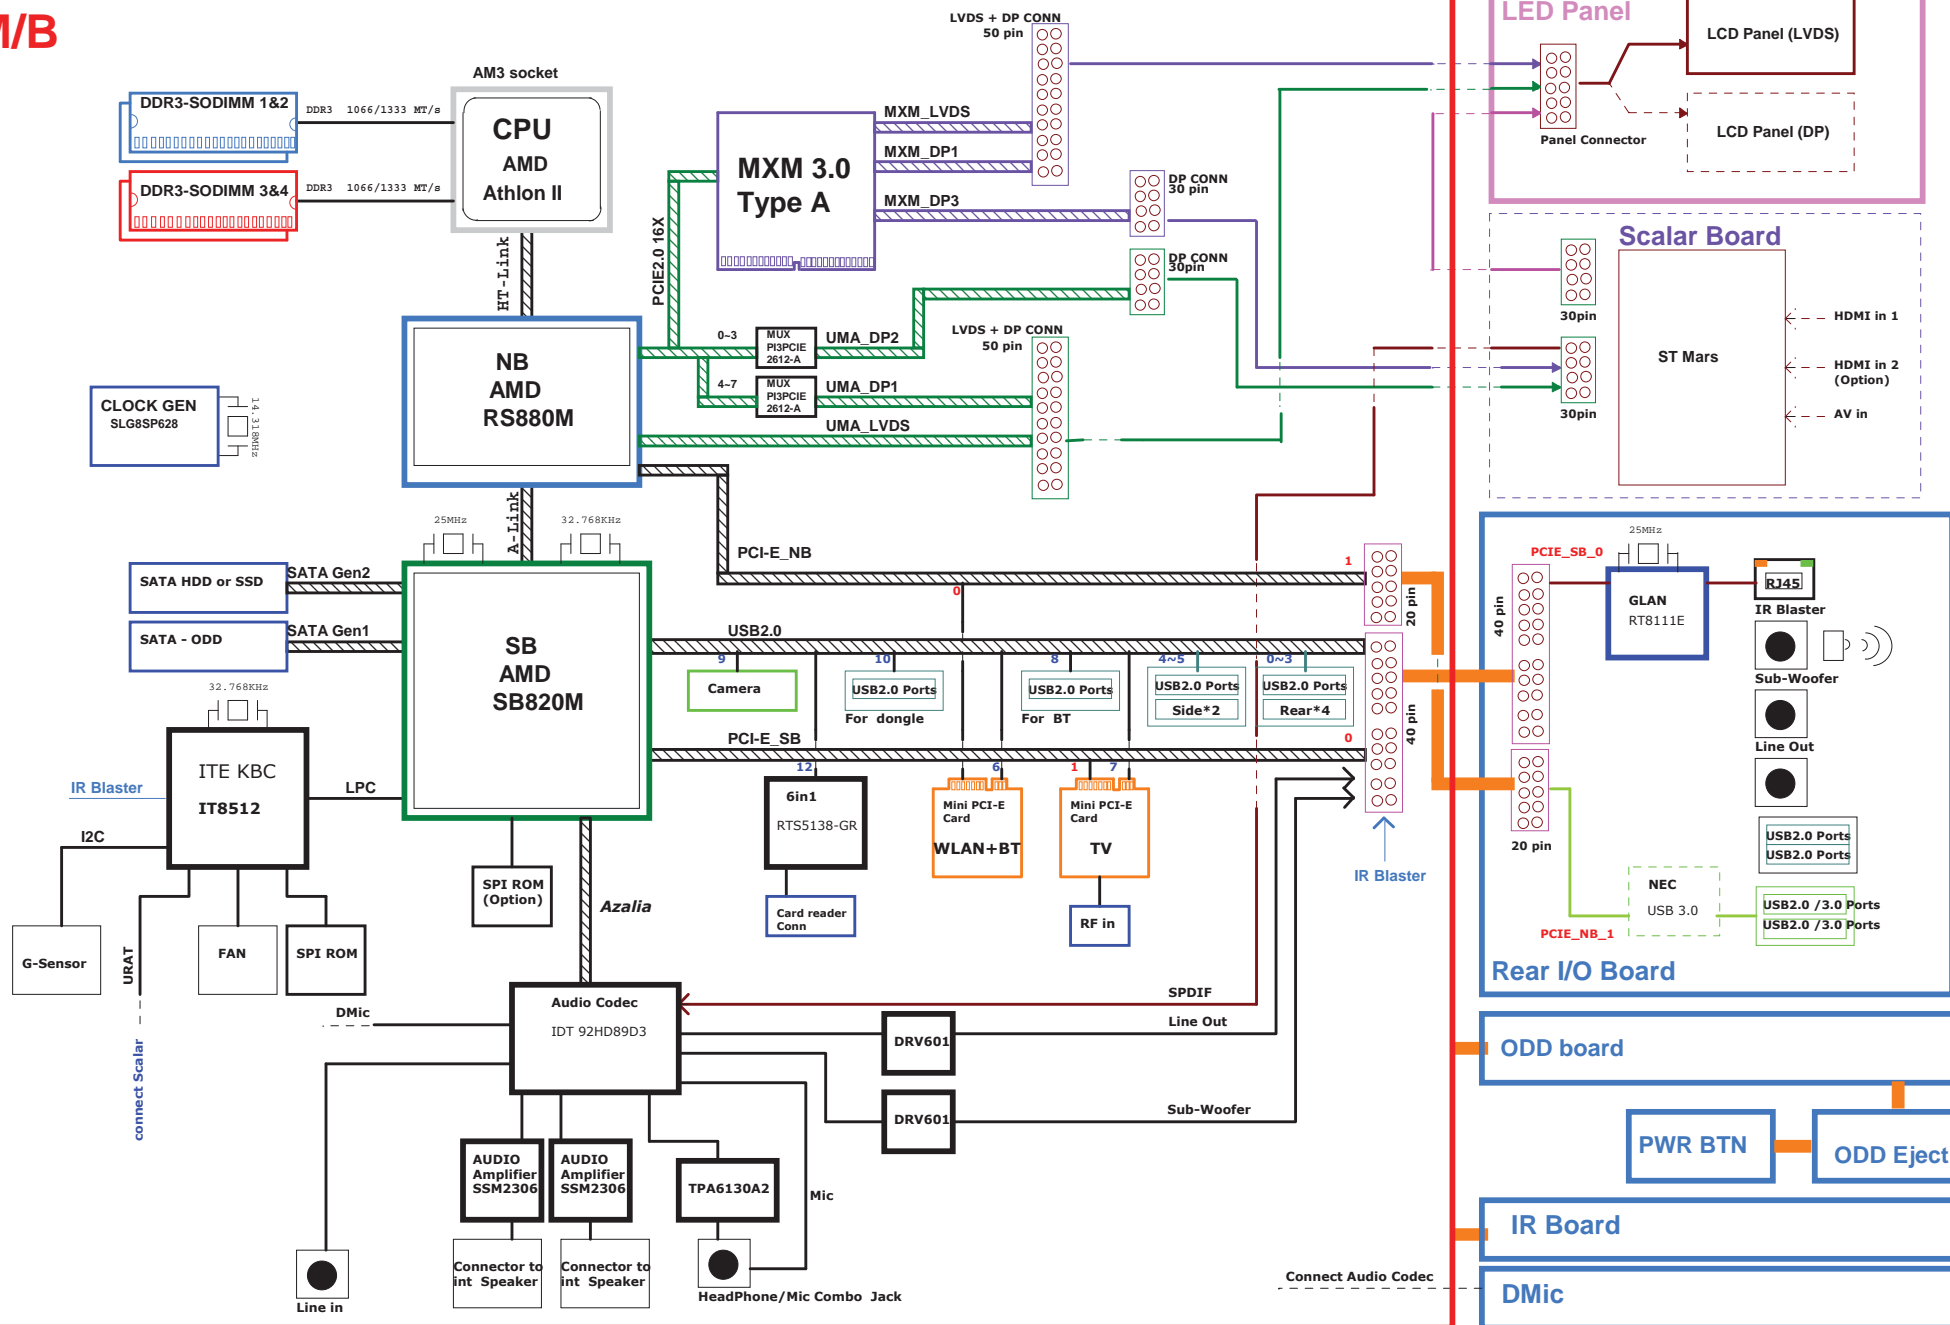 M/B
LVDS + DP CONN
50 pin
LED Panel
LCD Panel (LVDS)
LCD Panel (DP)
Panel Connector
AM3 socket
CPU
AMD
Athlon II
DDR3-SODIMM 1&2
DDR3 1066/1333 MT/s
DDR3-SODIMM 3&4
DDR3 1066/1333 MT/s
MXM 3.0
Type A
MXM_LVDS
MXM_DP1
MXM_DP3
DP CONN
30 pin
DP CONN
30pin
HT-Link
PCIE2.0 16X
Scalar Board
30pin
30pin
ST Mars
HDMI in 1
HDMI in 2
(Option)
AV in
NB
AMD
RS880M
0~3
MUX
PI3PCIE
2612-A
UMA_DP2
4~7
MUX
PI3PCIE
2612-A
UMA_DP1
UMA_LVDS
LVDS + DP CONN
50 pin
CLOCK GEN
SLG8SP628
14.318MHz
A-Link
25MHz
32.768KHz
PCI-E_NB
0
1
20 pin
SATA HDD or SSD
SATA Gen2
SATA - ODD
SATA Gen1
SB
AMD
SB820M
USB2.0
9
Camera
10
USB2.0 Ports
For dongle
8
USB2.0 Ports
For BT
4~5
USB2.0 Ports
Side*2
0~3
USB2.0 Ports
Rear*4
40 pin
PCI-E_SB
0
32.768KHz
ITE KBC
IT8512
IR Blaster
LPC
I2C
G-Sensor
URAT
connect Scalar
FAN
SPI ROM
SPI ROM
(Option)
Azalia
12
6in1
RTS5138-GR
Card reader
Conn
6
Mini PCI-E
Card
WLAN+BT
1
7
Mini PCI-E
Card
TV
RF in
IR Blaster
PCIE_SB_0
25MHz
40 pin
GLAN
RT8111E
RJ45
IR Blaster
Sub-Woofer
Line Out
USB2.0 Ports
USB2.0 Ports
20 pin
NEC
USB 3.0
USB2.0 /3.0 Ports
USB2.0 /3.0 Ports
PCIE_NB_1
Rear I/O Board
Audio Codec
IDT 92HD89D3
DMic
SPDIF
Line Out
DRV601
DRV601
Sub-Woofer
AUDIO
Amplifier
SSM2306
AUDIO
Amplifier
SSM2306
TPA6130A2
Mic
Connector to
int Speaker
Connector to
int Speaker
HeadPhone/Mic Combo Jack
Line in
ODD board
PWR BTN
ODD Eject
IR Board
Connect Audio Codec
DMic